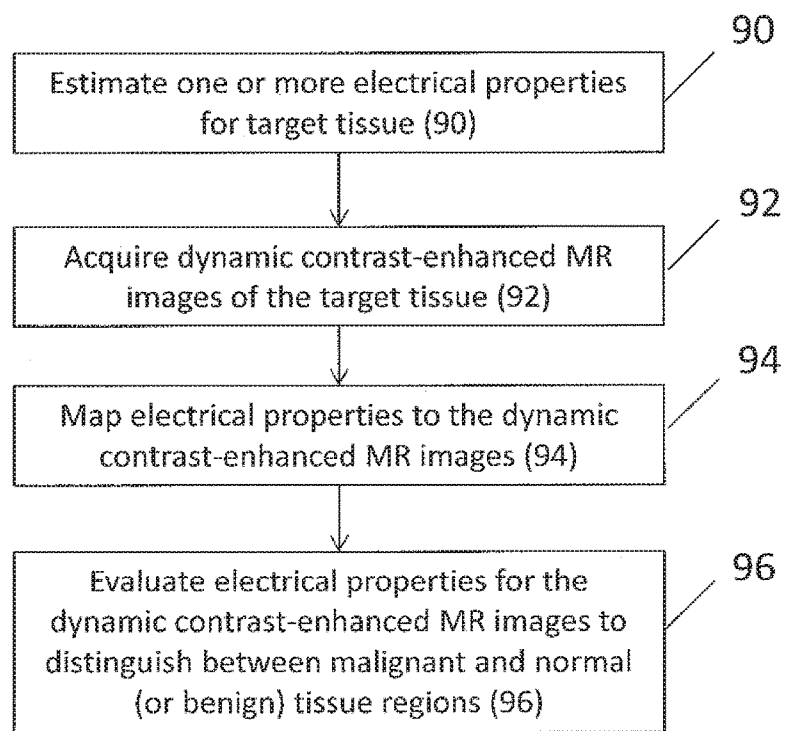 90
Estimate one or more electrical properties
for target tissue (90)
92
Acquire dynamic contrast-enhanced MR
images of the target tissue (92)
94
Map electrical properties to the dynamic
contrast-enhanced MR images (94)
96
Evaluate electrical properties for the
dynamic contrast-enhanced MR images to
distinguish between malignant and normal
(or benign) tissue regions (96)